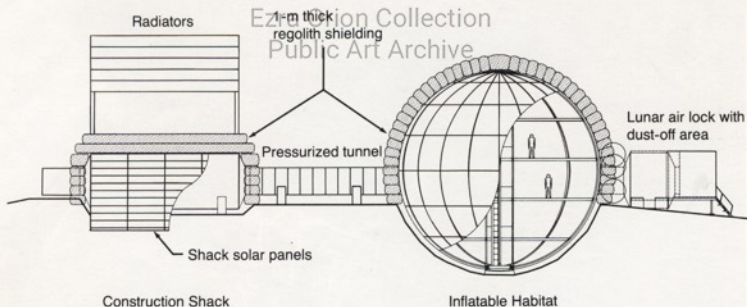 Ezra Orion Collection
Public Art Archive
Radiators
1-m thick
regolith shielding
Pressurized tunnel
Lunar air lock with
dust-off area
Shack solar panels
Construction Shack
Inflatable Habitat